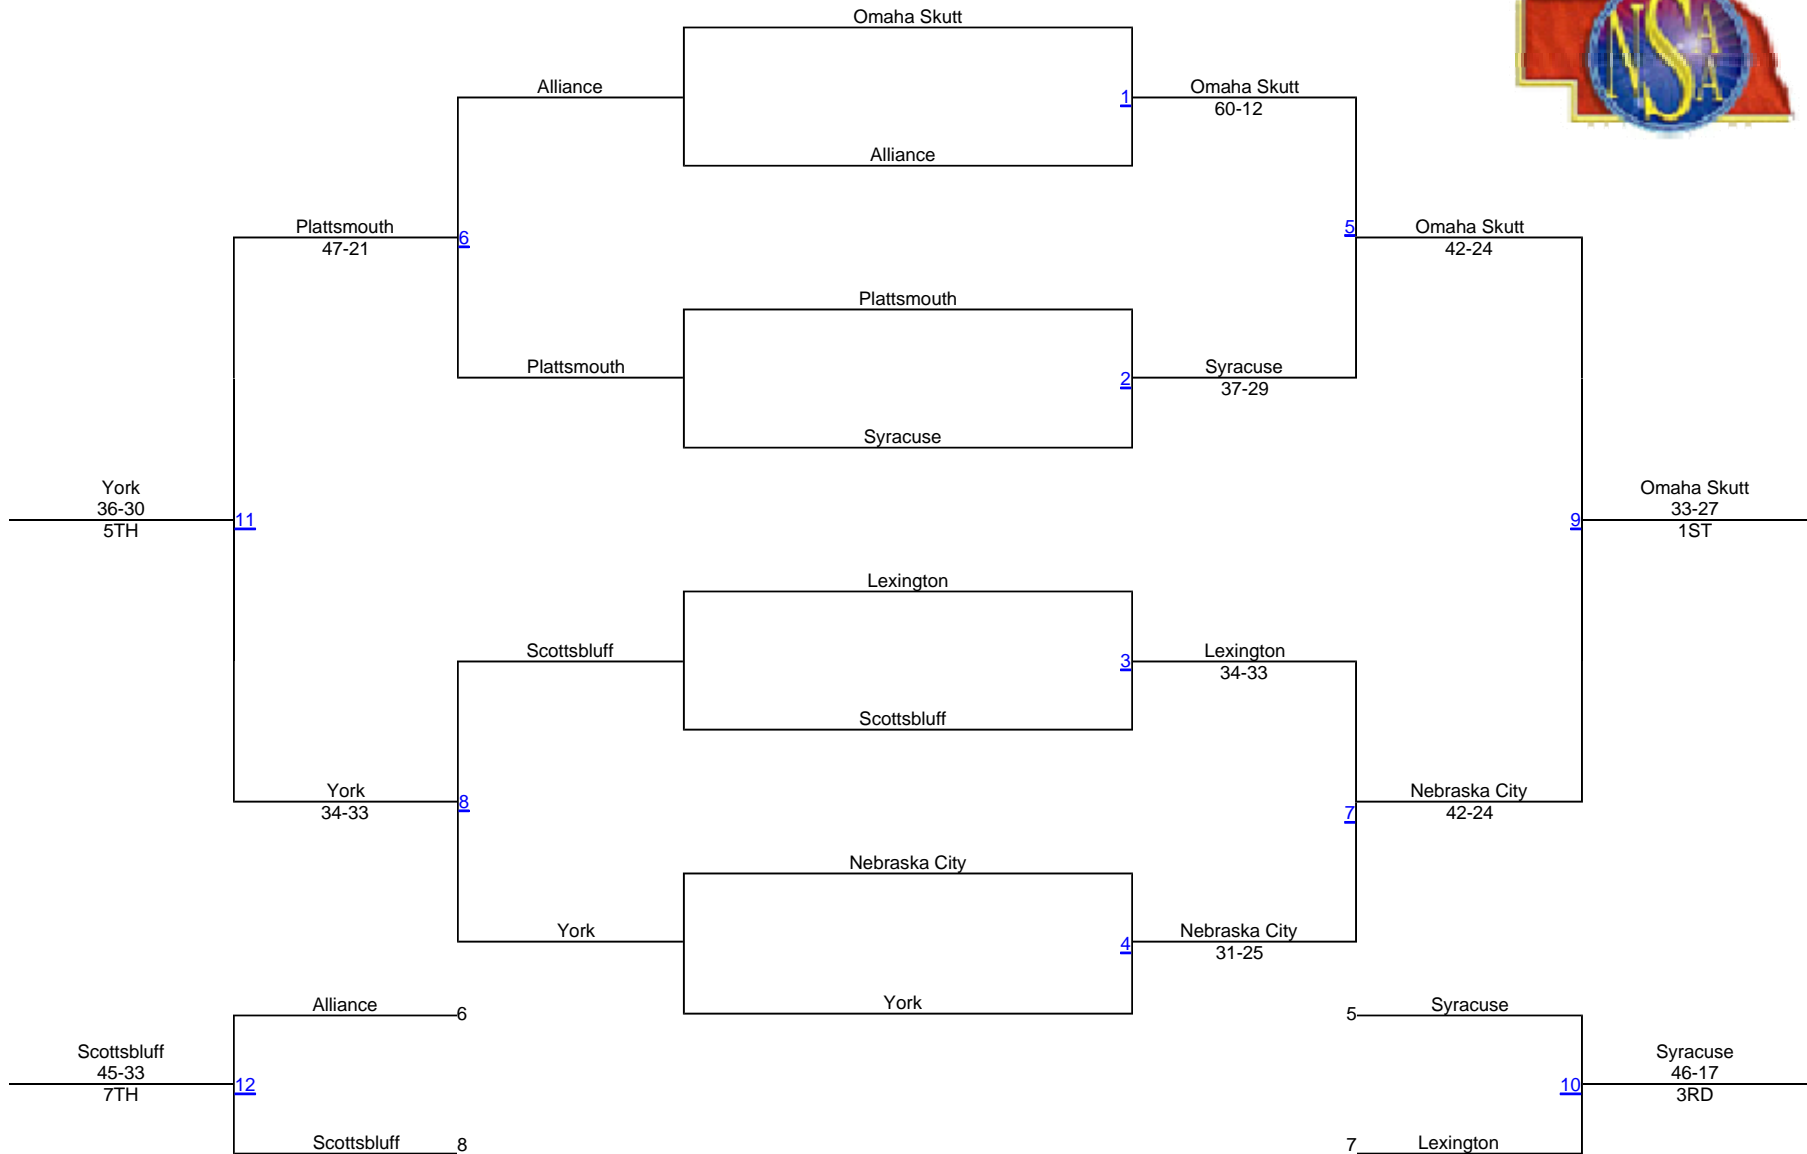 Omaha Skutt
Alliance
1
Omaha Skutt
60-12
Alliance
Plattsmouth
47-21
6
5
Omaha Skutt
42-24
Plattsmouth
Plattsmouth
2
Syracuse
37-29
Syracuse
York
36-30
5TH
11
9
Omaha Skutt
33-27
1ST
Lexington
Scottsbluff
3
Lexington
34-33
Scottsbluff
York
34-33
8
7
Nebraska City
42-24
Nebraska City
York
4
Nebraska City
31-25
York
Alliance
6
5
Syracuse
Scottsbluff
45-33
7TH
12
10
Syracuse
46-17
3RD
Scottsbluff
8
7
Lexington
NSAA